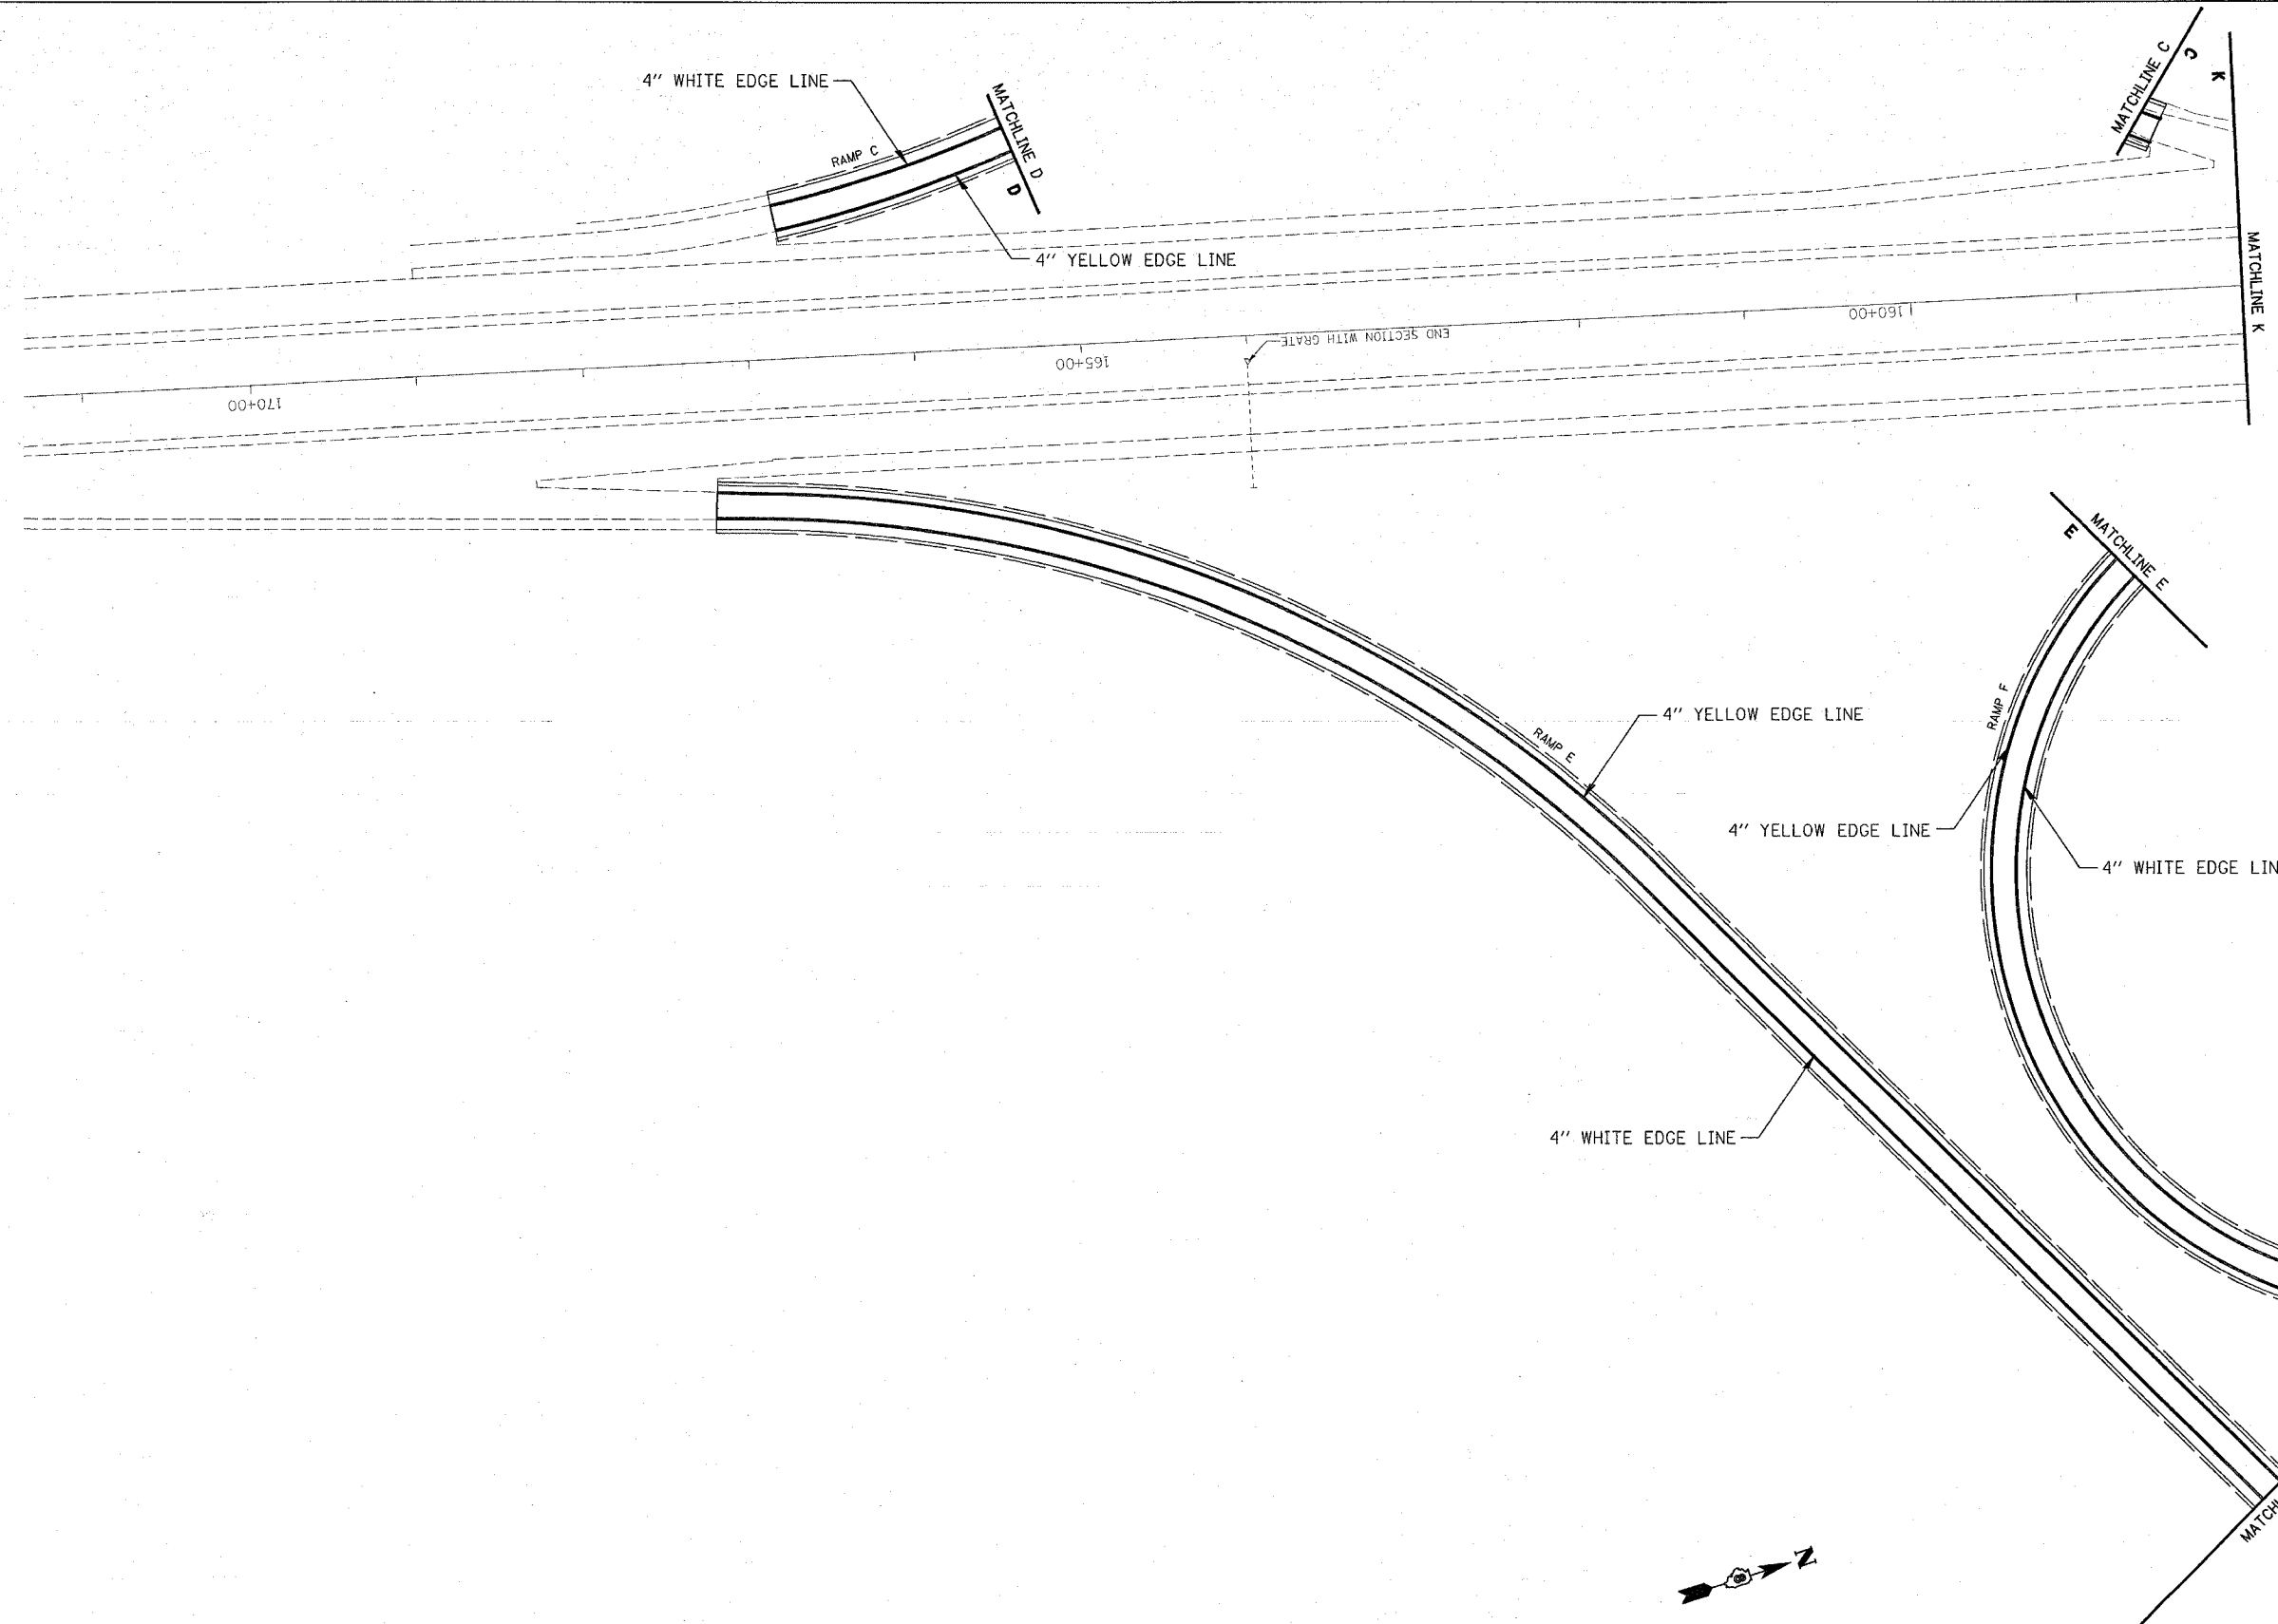 MATCHLINE C
C
K
4" WHITE EDGE LINE
MATCHLINE D
D
RAMP C
4" YELLOW EDGE LINE
MATCHLINE K
160+00
END SECTION WITH GRATE
165+00
170+00
E
MATCHLINE E
RAMP F
4" YELLOW EDGE LINE
RAMP E
4" YELLOW EDGE LINE
4" WHITE EDGE LIN
4" WHITE EDGE LINE
MATCH
N